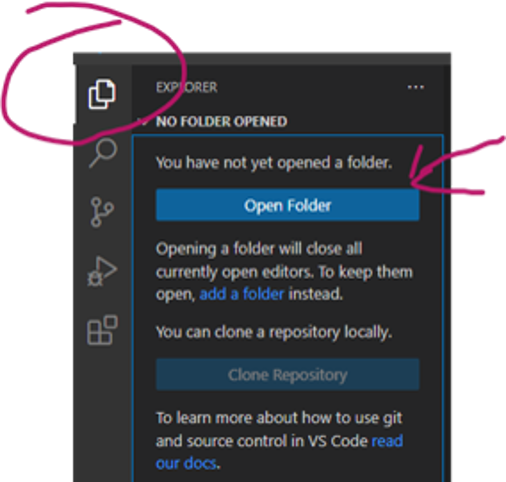 EXPLORER
NO FOLDER OPENED
You have not yet opened a folder.
Open Folder
Opening a folder will close all
currently open editors. To keep them
open, add a folder instead.
You can clone a repository locally.
Clone Repository
To learn more about how to use git
and source control in VS Code read
our docs.